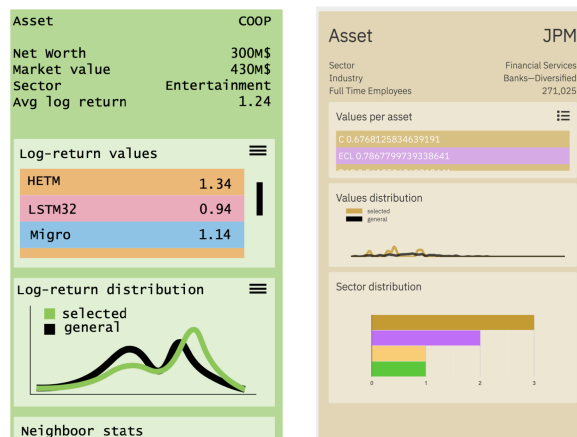 Asset COOP
Net Worth 300M$
Market value 430M$
Sector Entertainment
Avg log return 1.24
Log-return values
HETM 1.34
LSTM32 0.94
Migro 1.14
Log-return distribution
selected
general
Neighboor stats
Asset JPM
Sector Financial Services
Industry Banks—Diversified
Full Time Employees 271,025
Values per asset
C 0.6768125834639191
ECL 0.7867799739338641
Values distribution
selected
general
Sector distribution
0 1 2 3